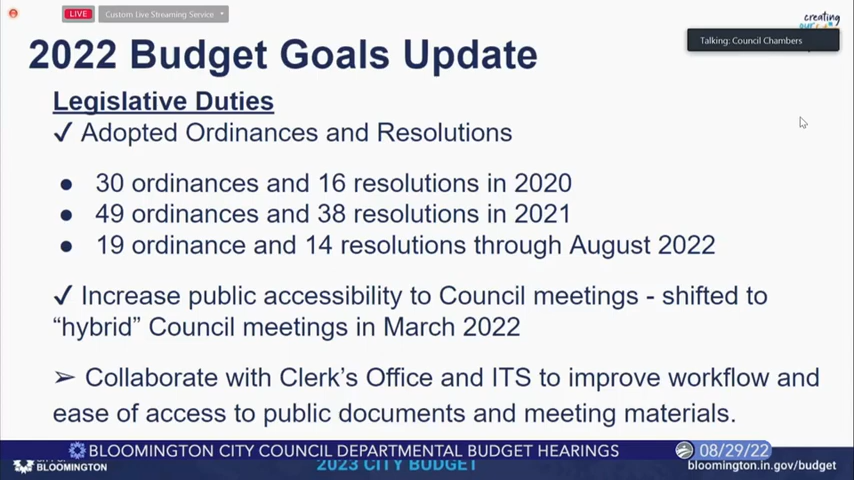 LIVE
Custom Live Streaming Service
creating
Talking: Council Chambers
2022 Budget Goals Update
Legislative Duties
✓ Adopted Ordinances and Resolutions
● 30 ordinances and 16 resolutions in 2020
● 49 ordinances and 38 resolutions in 2021
● 19 ordinance and 14 resolutions through August 2022
✓ Increase public accessibility to Council meetings - shifted to
“hybrid” Council meetings in March 2022
➢ Collaborate with Clerk’s Office and ITS to improve workflow and
ease of access to public documents and meeting materials.
BLOOMINGTON CITY COUNCIL DEPARTMENTAL BUDGET HEARINGS
08/29/22
BLOOMINGTON
2023 CITY BUDGET
bloomington.in.gov/budget